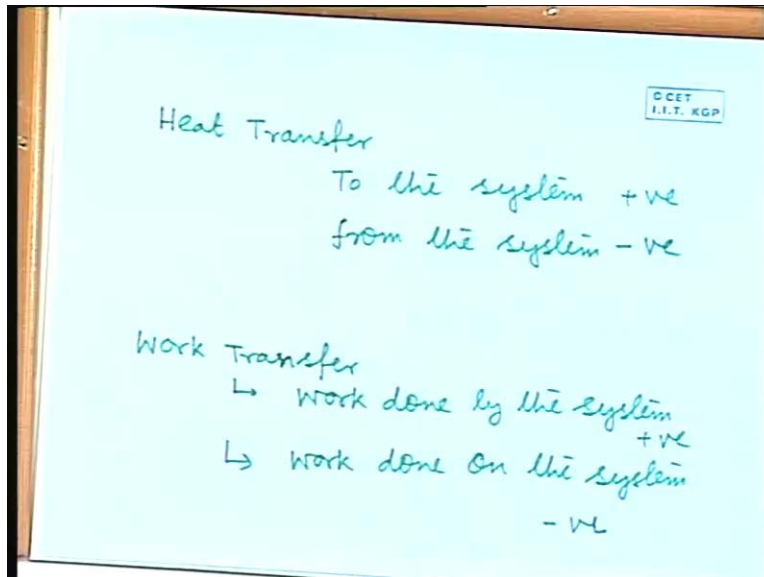 © CET
I.I.T. KGP
Heat Transfer
To the system +ve
from the system -ve
Work Transfer
↳ work done by the system
+ve
↳ work done on the system
-ve